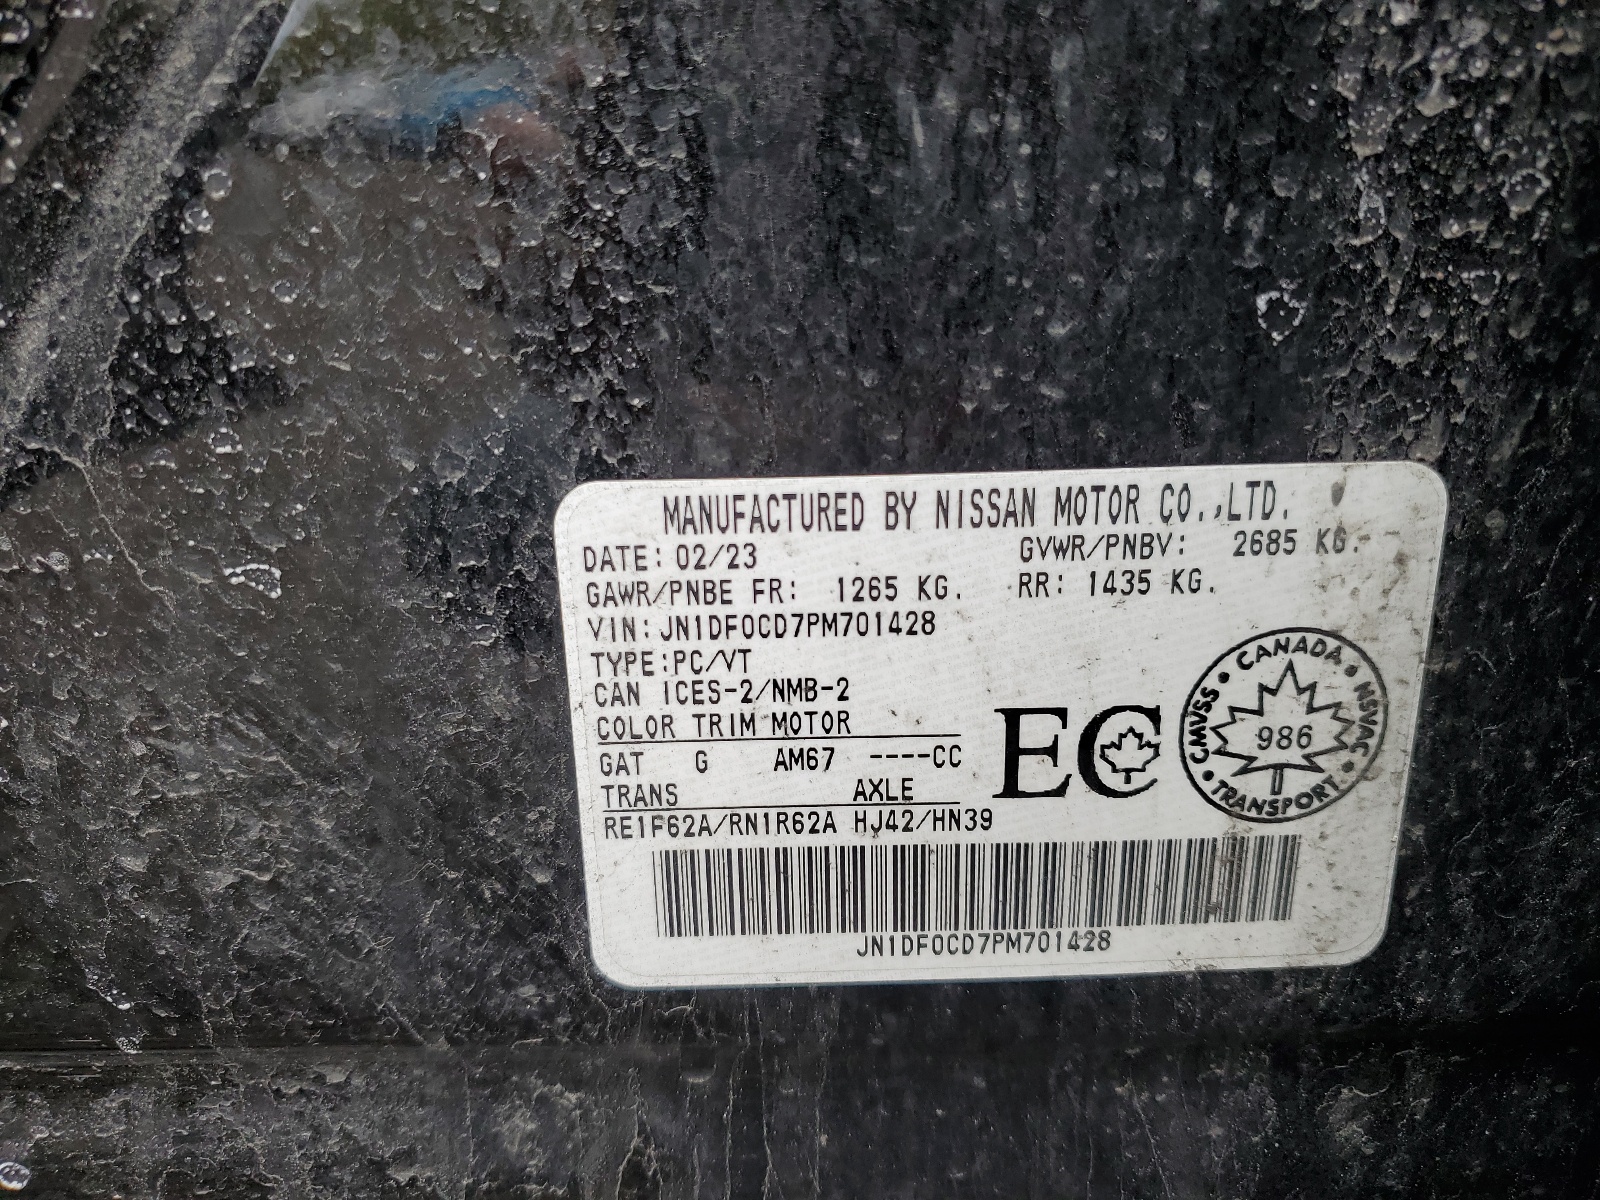 MANUFACTURED BY NISSAN MOTOR CO.,LTD.
DATE: 02/23 GVWR/PNBV: 2685 KG.
GAWR/PNBE FR: 1265 KG. RR: 1435 KG.
VIN: JN1DF0CD7PM701428
TYPE:PC/VT
CAN ICES-2/NMB-2
COLOR TRIM MOTOR
GAT G AM67 ----CC
TRANS AXLE
RE1F62A/RN1R62A HJ42/HN39
EC
CANADA
CMVSS • NSVAC
986
TRANSPORT
JN1DF0CD7PM701428